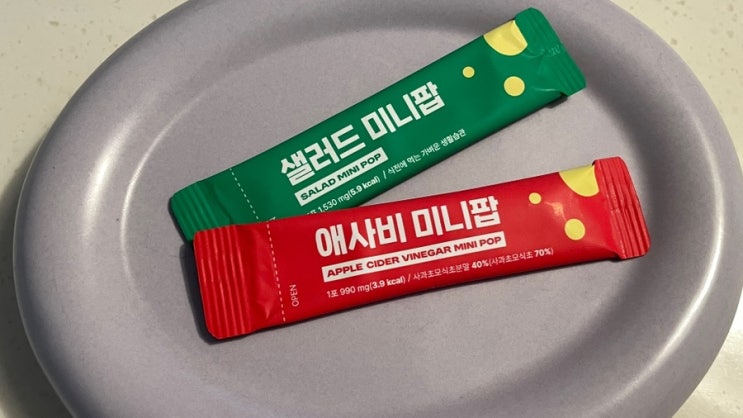 샐러드 미니팝
SALAD MINI POP
1,530 mg(5.9 kcal) / 식전에 먹는 가벼운 생활습관
애사비 미니팝
APPLE CIDER VINEGAR MINI POP
OPEN
1포 990 mg(3.9 kcal) / 사과초모식초분말 40%(사과초모식초 70%)